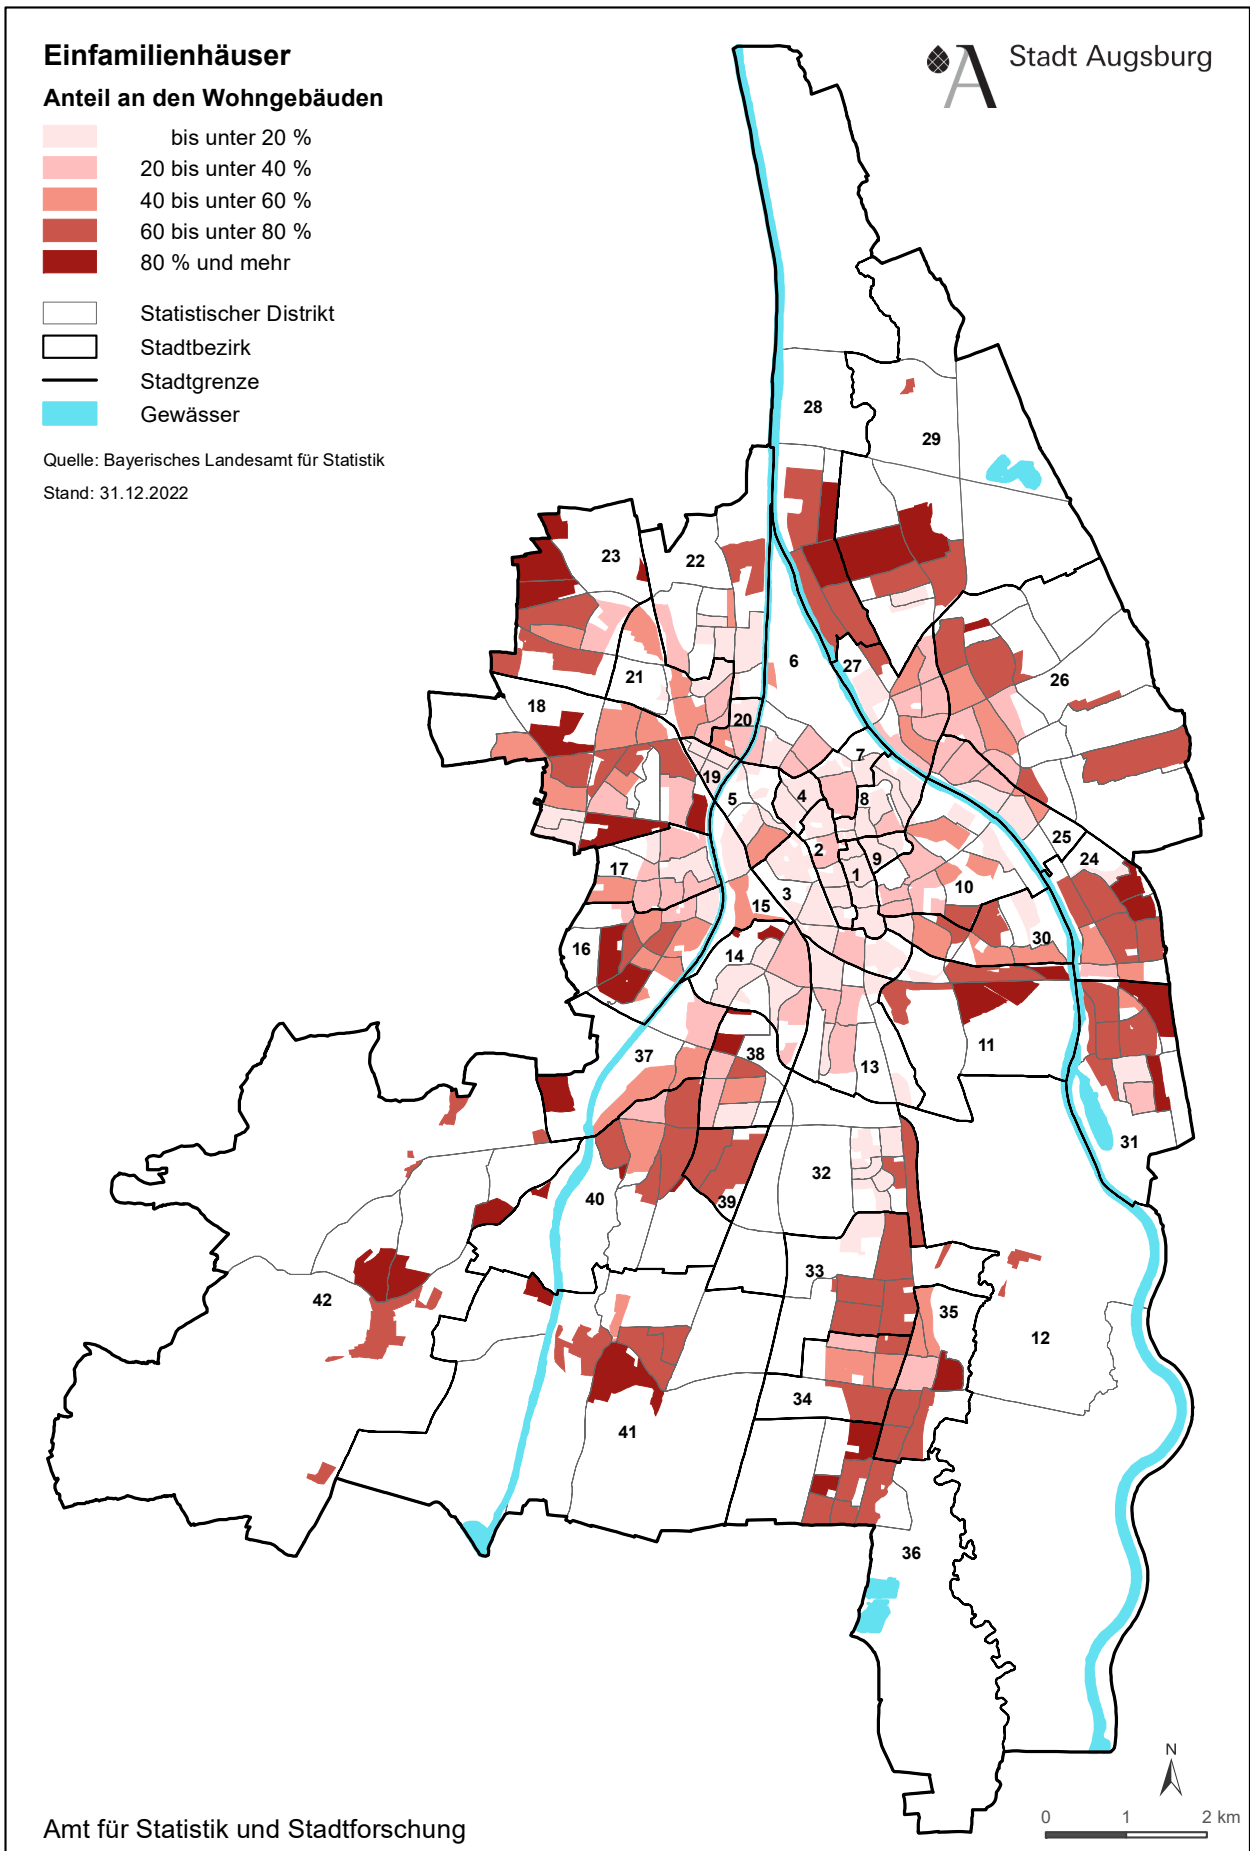 Einfamilienhäuser
Anteil an den Wohngebäuden
bis unter 20 %
20 bis unter 40 %
40 bis unter 60 %
60 bis unter 80 %
80 % und mehr
Statistischer Distrikt
Stadtbezirk
Stadtgrenze
Gewässer
Quelle: Bayerisches Landesamt für Statistik
Stand: 31.12.2022
A Stadt Augsburg
28
29
23
22
6
27
21
26
18
20
7
19
5
4
8
25
2
9
24
17
1
10
3
15
30
16
14
11
37
38
13
31
32
40
39
33
42
35
12
34
41
36
N
0 1 2 km
Amt für Statistik und Stadtforschung